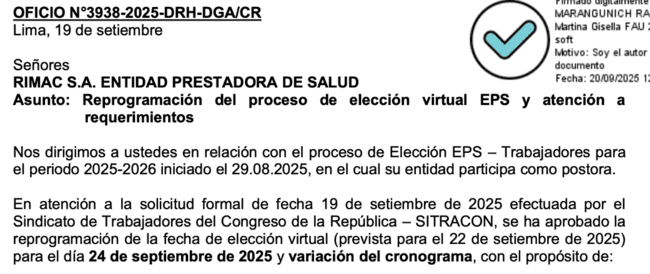 OFICIO N°3938-2025-DRH-DGA/CR
Lima, 19 de setiembre
Firmado digitalmente
MARANGUNICH RA
Martina Gisella FAU 2
soft
Motivo: Soy el autor
documento
Fecha: 20/09/2025 12
Señores
RIMAC S.A. ENTIDAD PRESTADORA DE SALUD
Asunto: Reprogramación del proceso de elección virtual EPS y atención a
requerimientos
Nos dirigimos a ustedes en relación con el proceso de Elección EPS – Trabajadores para
el periodo 2025-2026 iniciado el 29.08.2025, en el cual su entidad participa como postora.
En atención a la solicitud formal de fecha 19 de setiembre de 2025 efectuada por el
Sindicato de Trabajadores del Congreso de la República – SITRACON, se ha aprobado la
reprogramación de la fecha de elección virtual (prevista para el 22 de setiembre de 2025)
para el día 24 de septiembre de 2025 y variación del cronograma, con el propósito de: